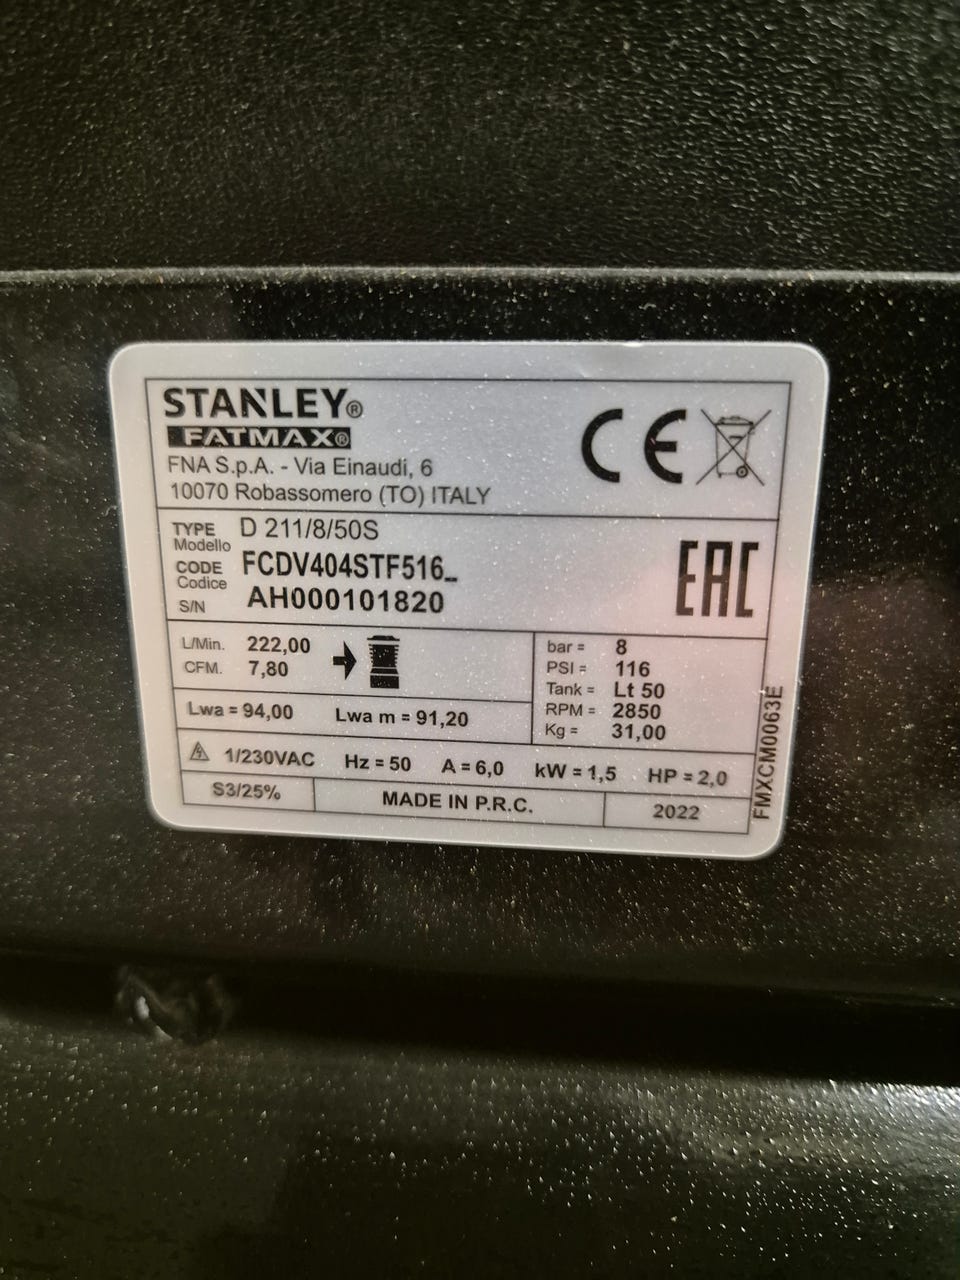 STANLEY®
FATMAX®
FNA S.p.A. - Via Einaudi, 6
10070 Robassomero (TO) ITALY
CE
TYPE D 211/8/50S
Modello
CODE FCDV404STF516_
Codice
S/N AH000101820
EAC
L/Min. 222,00
CFM. 7,80
bar = 8
PSI = 116
Tank = Lt 50
RPM = 2850
Kg = 31,00
Lwa = 94,00 Lwa m = 91,20
1/230VAC Hz = 50 A = 6,0 kW = 1,5 HP = 2,0
S3/25% MADE IN P.R.C. 2022
FMXCM0063E